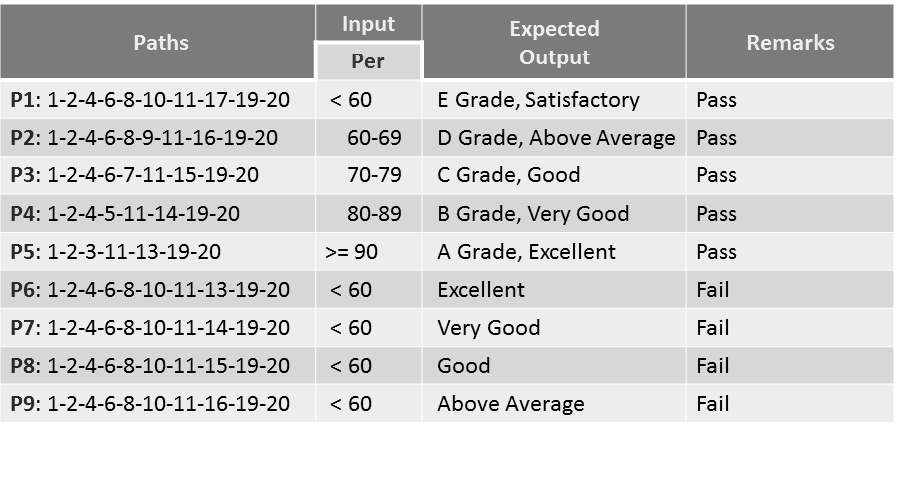 Paths Input Expected Output Remarks
Per
P1: 1-2-4-6-8-10-11-17-19-20 < 60 E Grade, Satisfactory Pass
P2: 1-2-4-6-8-9-11-16-19-20 60-69 D Grade, Above Average Pass
P3: 1-2-4-6-7-11-15-19-20 70-79 C Grade, Good Pass
P4: 1-2-4-5-11-14-19-20 80-89 B Grade, Very Good Pass
P5: 1-2-3-11-13-19-20 >= 90 A Grade, Excellent Pass
P6: 1-2-4-6-8-10-11-13-19-20 < 60 Excellent Fail
P7: 1-2-4-6-8-10-11-14-19-20 < 60 Very Good Fail
P8: 1-2-4-6-8-10-11-15-19-20 < 60 Good Fail
P9: 1-2-4-6-8-10-11-16-19-20 < 60 Above Average Fail